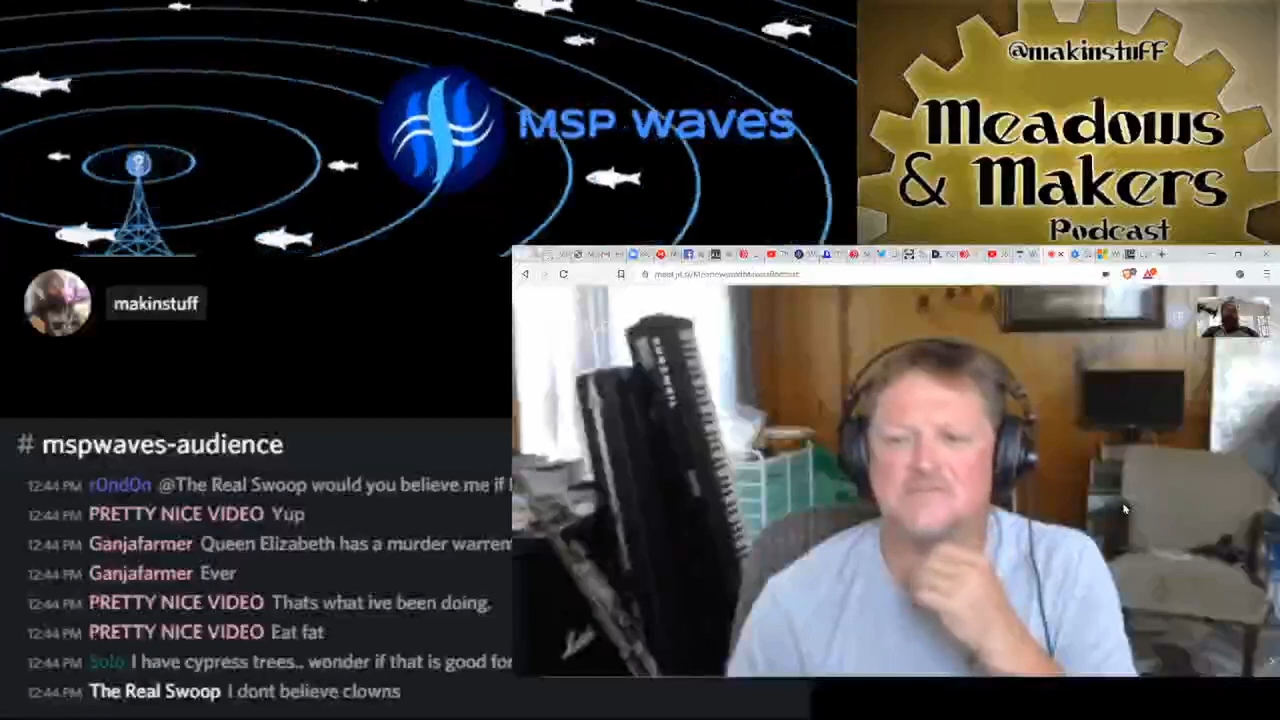 MSP WAVES
@makinstuff
Meadows
& Makers
Podcast
makinstuff
# mspwaves-audience
12:44 PM r0nd0n @The Real Swoop would you believe me if
12:44 PM PRETTY NICE VIDEO Yup
12:44 PM Ganjafarmer Queen Elizabeth has a murder warren
12:44 PM Ganjafarmer Ever
12:44 PM PRETTY NICE VIDEO Thats what ive been doing.
12:44 PM PRETTY NICE VIDEO Eat fat
12:44 PM Solo I have cypress trees.. wonder if that is good for
12:44 PM The Real Swoop I dont believe clowns